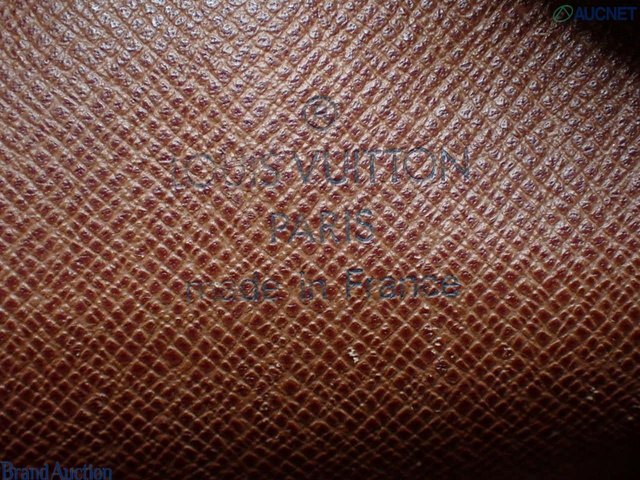 AUCNET
®
LOUIS VUITTON
PARIS
made in France
Brand Auction